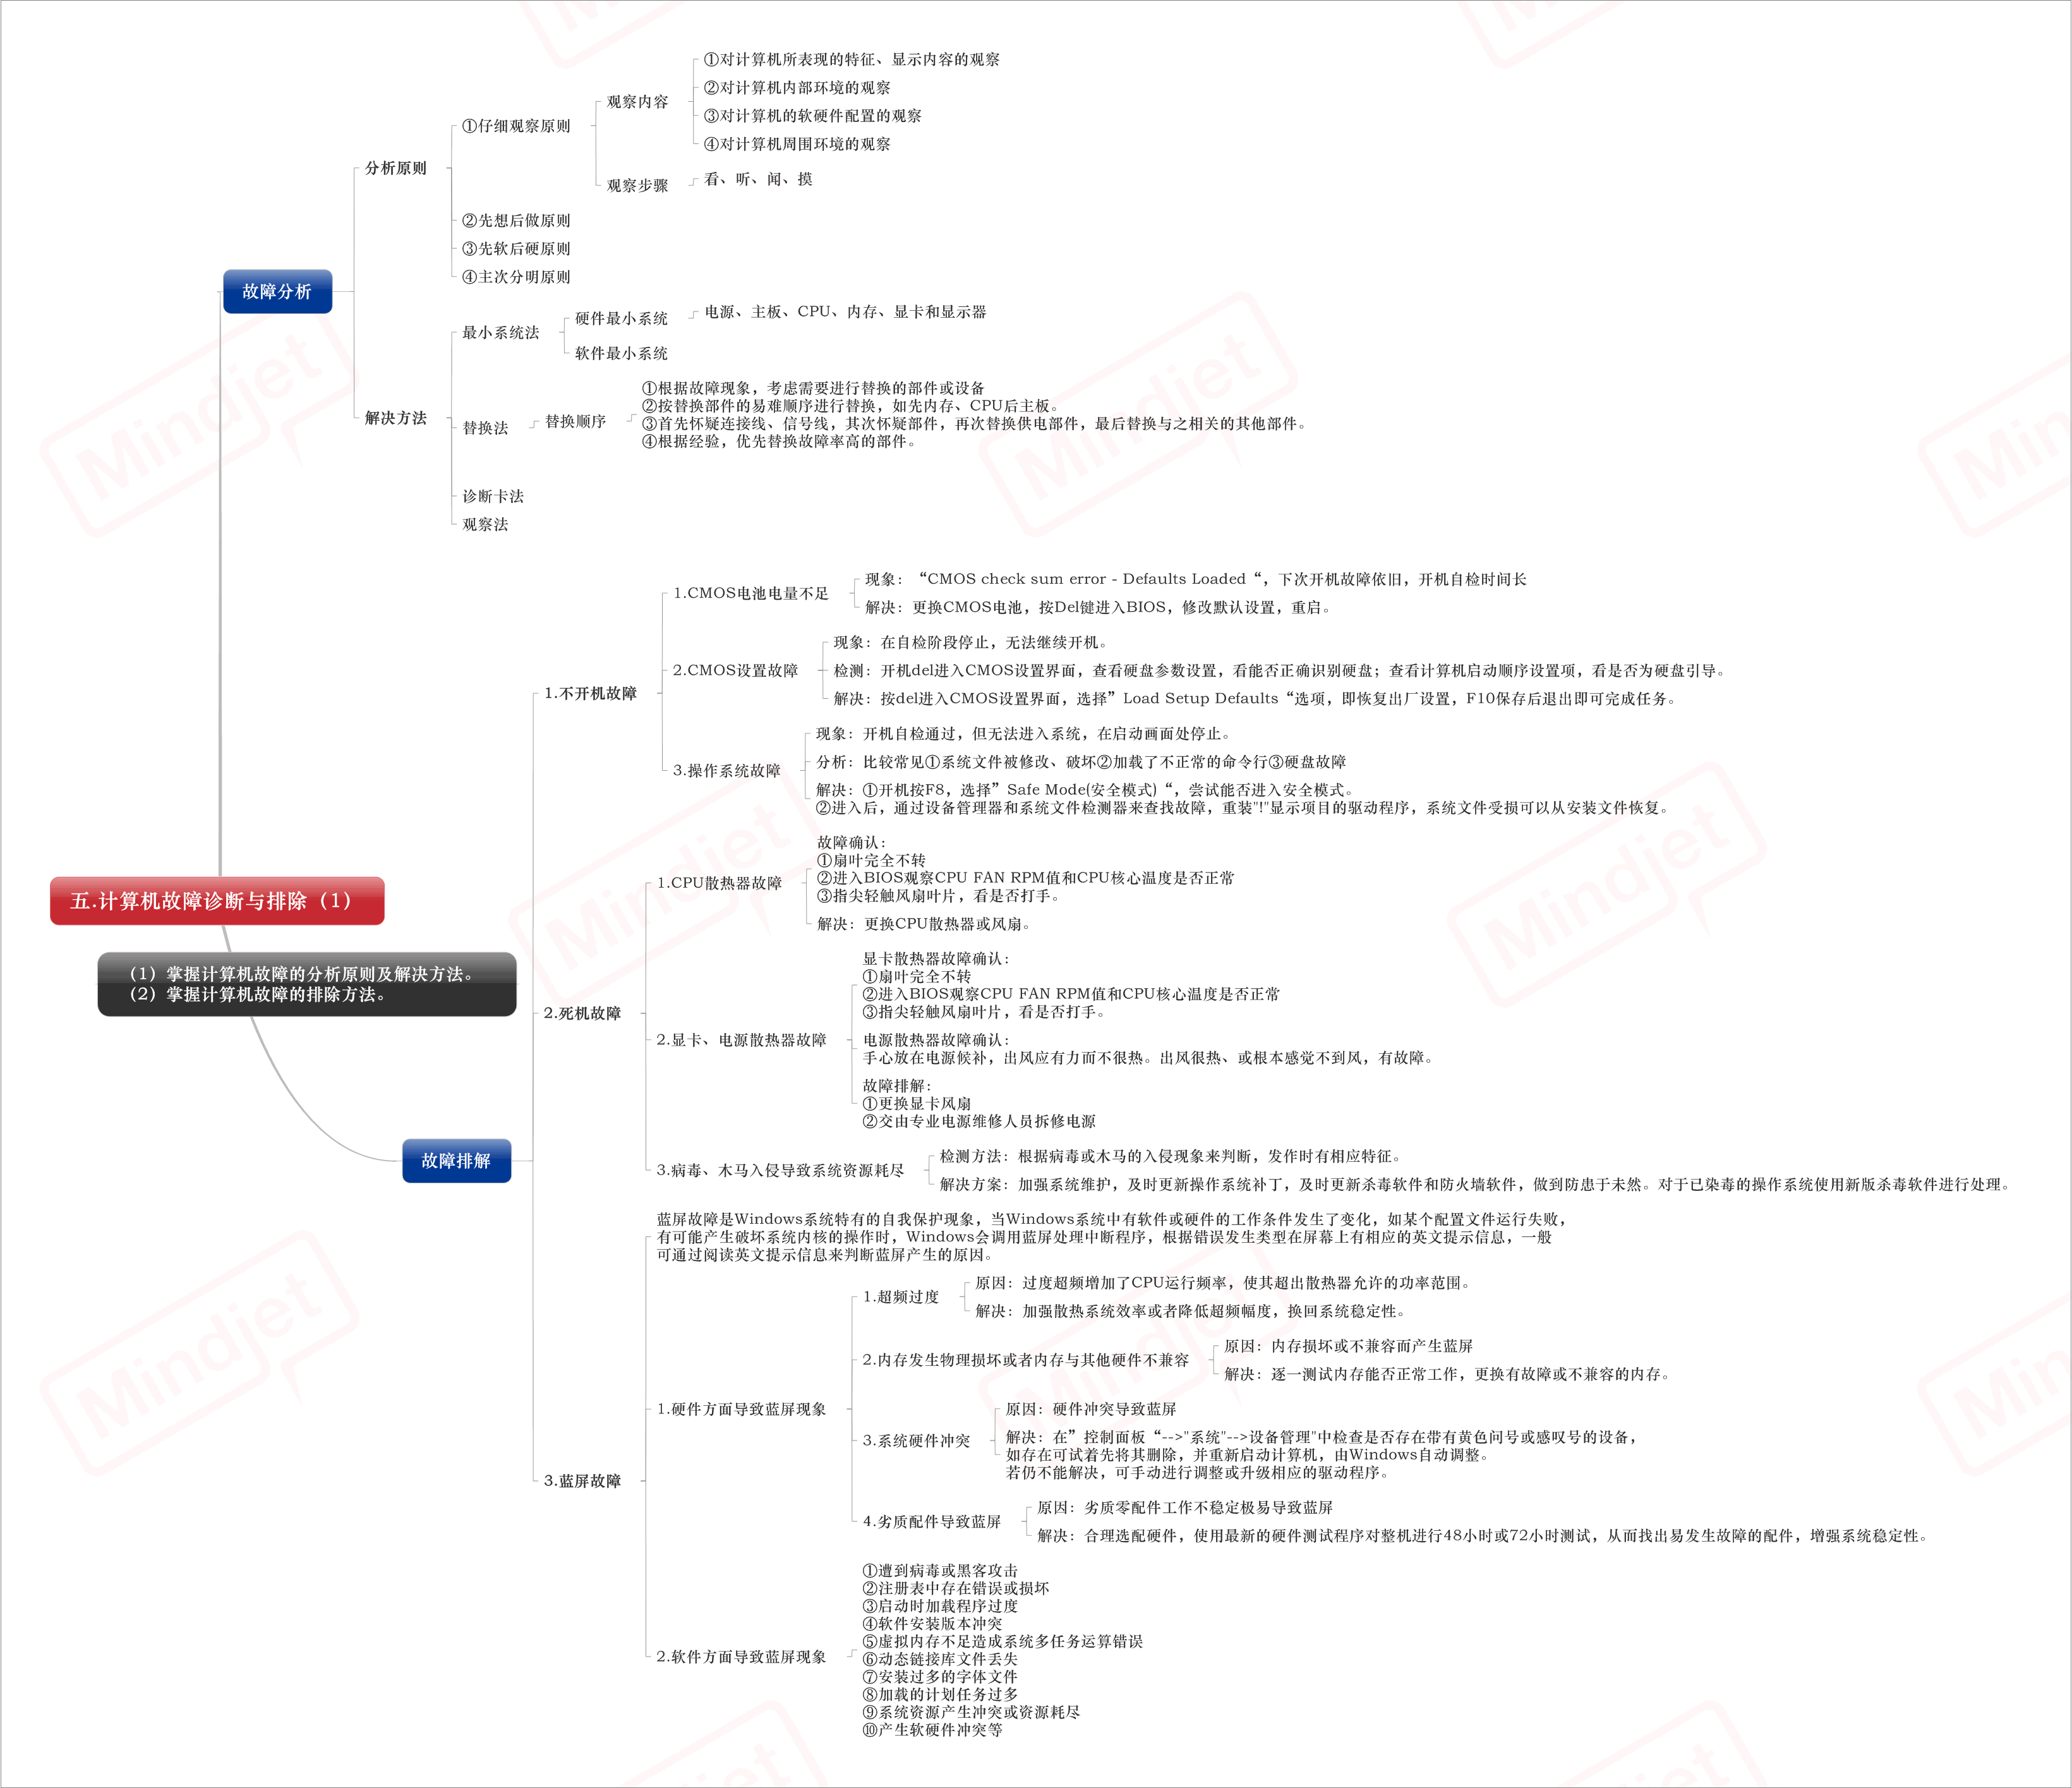 五.计算机故障诊断与排除（1）
（1）掌握计算机故障的分析原则及解决方法。
（2）掌握计算机故障的排除方法。
故障分析
分析原则
①仔细观察原则
观察内容
①对计算机所表现的特征、显示内容的观察
②对计算机内部环境的观察
③对计算机的软硬件配置的观察
④对计算机周围环境的观察
观察步骤
看、听、闻、摸
②先想后做原则
③先软后硬原则
④主次分明原则
解决方法
最小系统法
硬件最小系统
电源、主板、CPU、内存、显卡和显示器
软件最小系统
替换法
替换顺序
①根据故障现象，考虑需要进行替换的部件或设备
②按替换部件的易难顺序进行替换，如先内存、CPU后主板。
③首先怀疑连接线、信号线，其次怀疑部件，再次替换供电部件，最后替换与之相关的其他部件。
④根据经验，优先替换故障率高的部件。
诊断卡法
观察法
故障排解
1.不开机故障
1.CMOS电池电量不足
现象：“CMOS check sum error - Defaults Loaded“，下次开机故障依旧，开机自检时间长
解决：更换CMOS电池，按Del键进入BIOS，修改默认设置，重启。
2.CMOS设置故障
现象：在自检阶段停止，无法继续开机。
检测：开机del进入CMOS设置界面，查看硬盘参数设置，看能否正确识别硬盘；查看计算机启动顺序设置项，看是否为硬盘引导。
解决：按del进入CMOS设置界面，选择”Load Setup Defaults“选项，即恢复出厂设置，F10保存后退出即可完成任务。
3.操作系统故障
现象：开机自检通过，但无法进入系统，在启动画面处停止。
分析：比较常见①系统文件被修改、破坏②加载了不正常的命令行③硬盘故障
解决：①开机按F8，选择”Safe Mode(安全模式)“，尝试能否进入安全模式。
②进入后，通过设备管理器和系统文件检测器来查找故障，重装"!"显示项目的驱动程序，系统文件受损可以从安装文件恢复。
2.死机故障
1.CPU散热器故障
故障确认：
①扇叶完全不转
②进入BIOS观察CPU FAN RPM值和CPU核心温度是否正常
③指尖轻触风扇叶片，看是否打手。
解决：更换CPU散热器或风扇。
2.显卡、电源散热器故障
显卡散热器故障确认：
①扇叶完全不转
②进入BIOS观察CPU FAN RPM值和CPU核心温度是否正常
③指尖轻触风扇叶片，看是否打手。
电源散热器故障确认：
手心放在电源候补，出风应有力而不很热。出风很热、或根本感觉不到风，有故障。
故障排解：
①更换显卡风扇
②交由专业电源维修人员拆修电源
3.病毒、木马入侵导致系统资源耗尽
检测方法：根据病毒或木马的入侵现象来判断，发作时有相应特征。
解决方案：加强系统维护，及时更新操作系统补丁，及时更新杀毒软件和防火墙软件，做到防患于未然。对于已染毒的操作系统使用新版杀毒软件进行处理。
3.蓝屏故障
蓝屏故障是Windows系统特有的自我保护现象，当Windows系统中有软件或硬件的工作条件发生了变化，如某个配置文件运行失败，
有可能产生破坏系统内核的操作时，Windows会调用蓝屏处理中断程序，根据错误发生类型在屏幕上有相应的英文提示信息，一般
可通过阅读英文提示信息来判断蓝屏产生的原因。
1.硬件方面导致蓝屏现象
1.超频过度
原因：过度超频增加了CPU运行频率，使其超出散热器允许的功率范围。
解决：加强散热系统效率或者降低超频幅度，换回系统稳定性。
2.内存发生物理损坏或者内存与其他硬件不兼容
原因：内存损坏或不兼容而产生蓝屏
解决：逐一测试内存能否正常工作，更换有故障或不兼容的内存。
3.系统硬件冲突
原因：硬件冲突导致蓝屏
解决：在”控制面板“-->"系统"-->设备管理"中检查是否存在带有黄色问号或感叹号的设备，
如存在可试着先将其删除，并重新启动计算机，由Windows自动调整。
若仍不能解决，可手动进行调整或升级相应的驱动程序。
4.劣质配件导致蓝屏
原因：劣质零配件工作不稳定极易导致蓝屏
解决：合理选配硬件，使用最新的硬件测试程序对整机进行48小时或72小时测试，从而找出易发生故障的配件，增强系统稳定性。
2.软件方面导致蓝屏现象
①遭到病毒或黑客攻击
②注册表中存在错误或损坏
③启动时加载程序过度
④软件安装版本冲突
⑤虚拟内存不足造成系统多任务运算错误
⑥动态链接库文件丢失
⑦安装过多的字体文件
⑧加载的计划任务过多
⑨系统资源产生冲突或资源耗尽
⑩产生软硬件冲突等
Mindjet
Mindjet
Mindjet
Mindjet
Mindjet
Mindjet